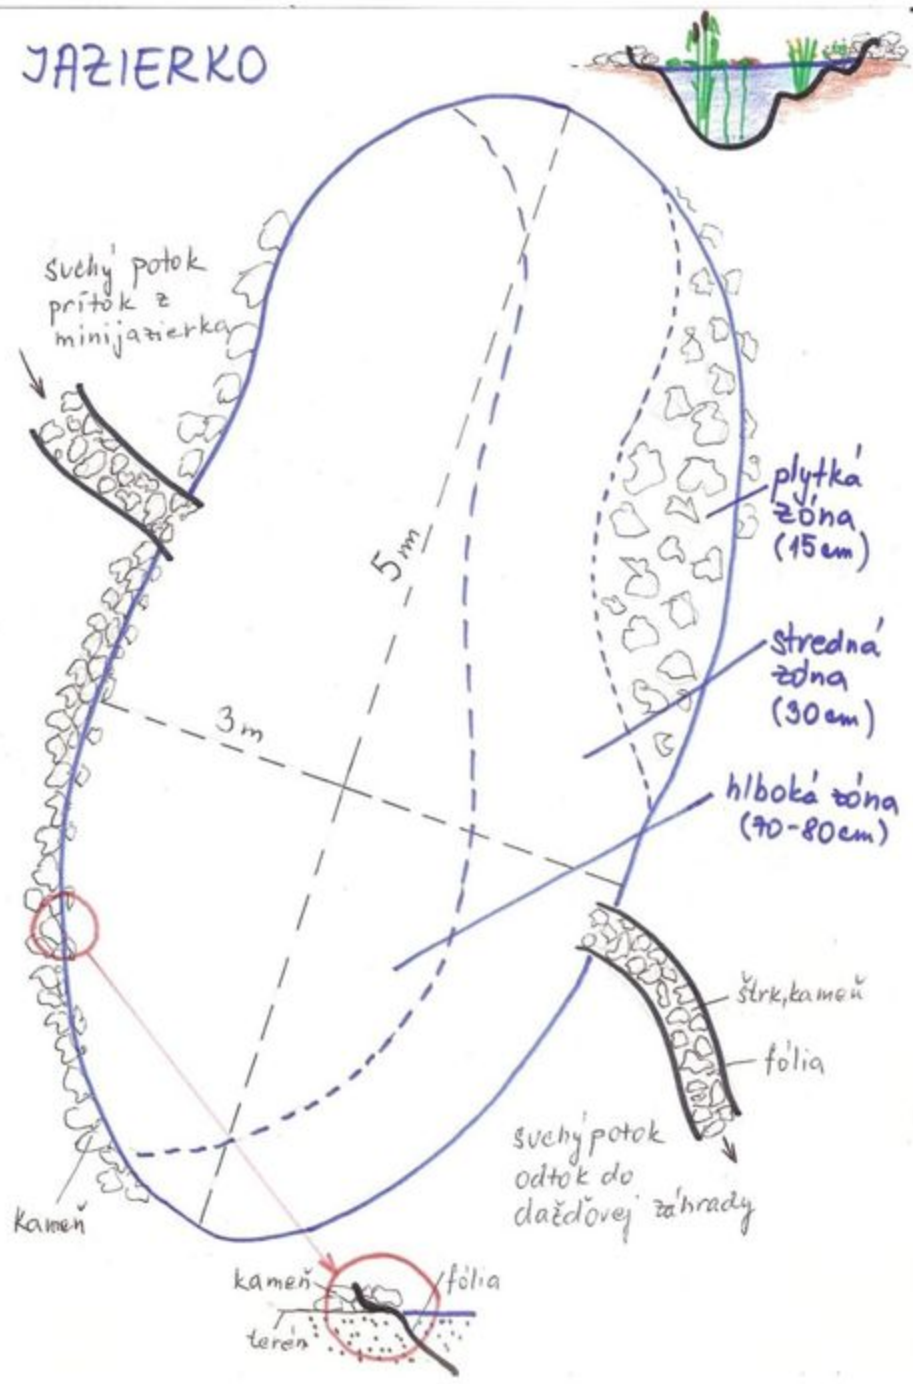 JAZIERKO
suchý potok
prítok z
minijazierka
5m
3m
plytká
zóna
(15cm)
stredná
zóna
(30cm)
hlboká zóna
(70-80cm)
štrk, kameň
fólia
suchý potok
odtok do
dažďovej záhrady
kameň
kameň
fólia
terén